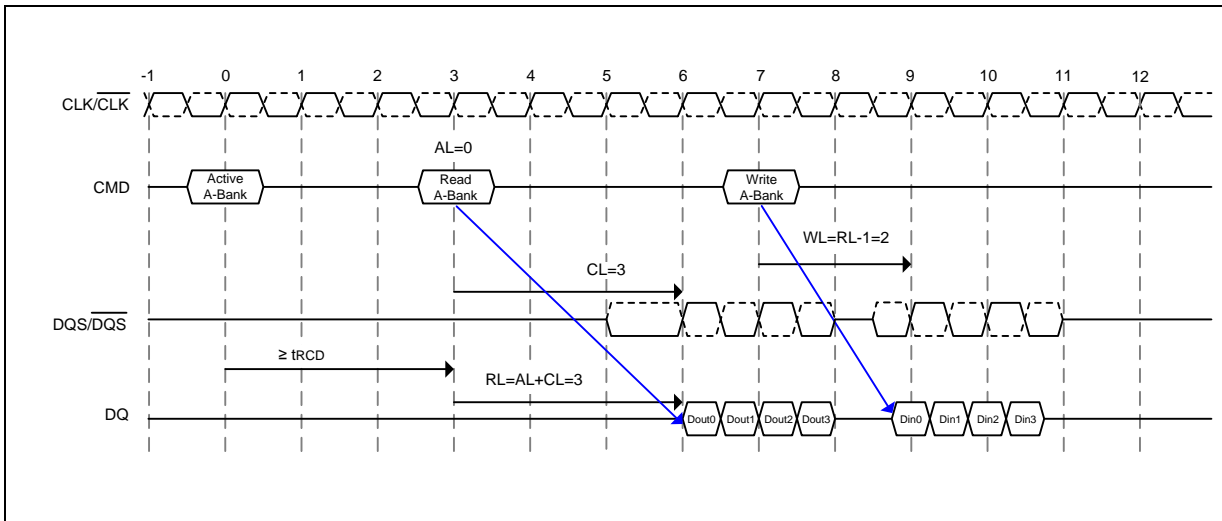 -1 0 1 2 3 4 5 6 7 8 9 10 11 12
CLK/CLK
AL=0
CMD
Active
A-Bank
Read
A-Bank
Write
A-Bank
WL=RL-1=2
CL=3
DQS/DQS
≥ tRCD
RL=AL+CL=3
DQ
Dout0 Dout1 Dout2 Dout3 Din0 Din1 Din2 Din3